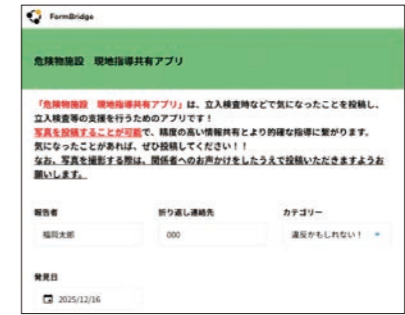 FormBridge
危険物施設　現地指導共有アプリ
「危険物施設　現地指導共有アプリ」は、立入検査時などで気になったことを投稿し、
立入検査等の支援を行うためのアプリです！
写真を投稿することが可能で、精度の高い情報共有とより的確な指導に繋がります。
気になったことがあれば、ぜひ投稿してください！！
なお、写真を撮影する際は、関係者へのお声かけをしたうえで投稿いただきますようお
願いします。
報告者　折り返し連絡先　カテゴリー
福岡太郎　000　違反かもしれない！
発見日
2025/12/16